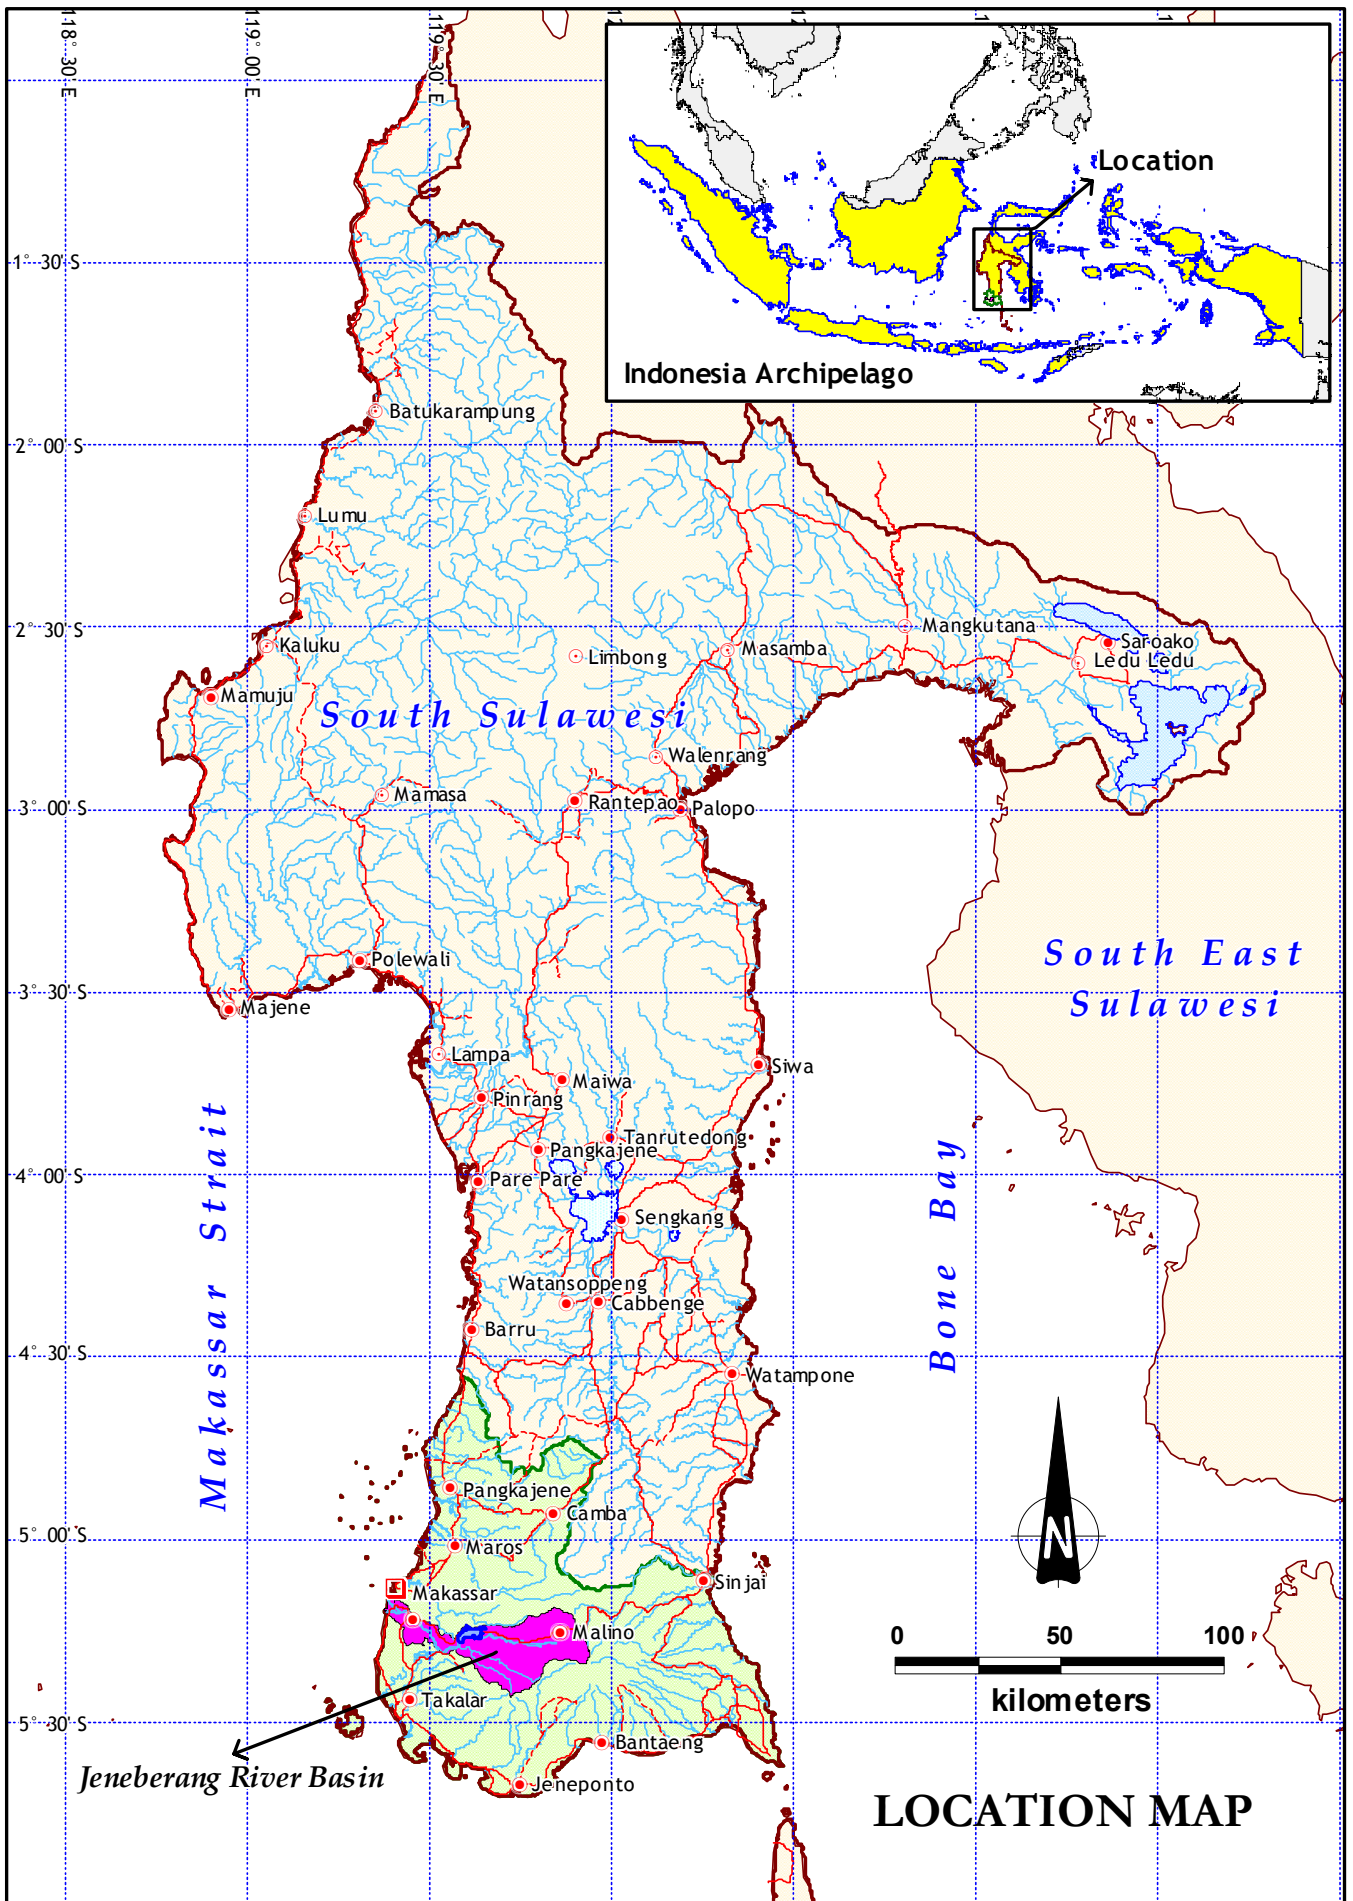 118° 30' E
119° 00' E
119° 30' E
Location
Indonesia Archipelago
1° 30' S
Batukarampung
2° 00' S
Lumu
2° 30' S
Mangkutana
Kaluku
Limbong
Masamba
Saroako
Ledu Ledu
Mamuju
South Sulawesi
Walenrang
Mamasa
Rantepao
3° 00' S
Palopo
Polewali
South East
Sulawesi
3° 30' S
Majene
Lampa
Siwa
Maiwa
Pinrang
Tanrutedong
Pangkajene
4° 00' S
Pare Pare
Sengkang
Makassar Strait
Bone Bay
Watansoppeng
Cabbenge
Barru
4° 30' S
Watampone
Pangkajene
Camba
5° 00' S
Maros
N
Sinjai
Makassar
Malino
0 50 100
kilometers
Takalar
5° 30' S
Bantaeng
Jeneberang River Basin
Jeneponto
LOCATION MAP